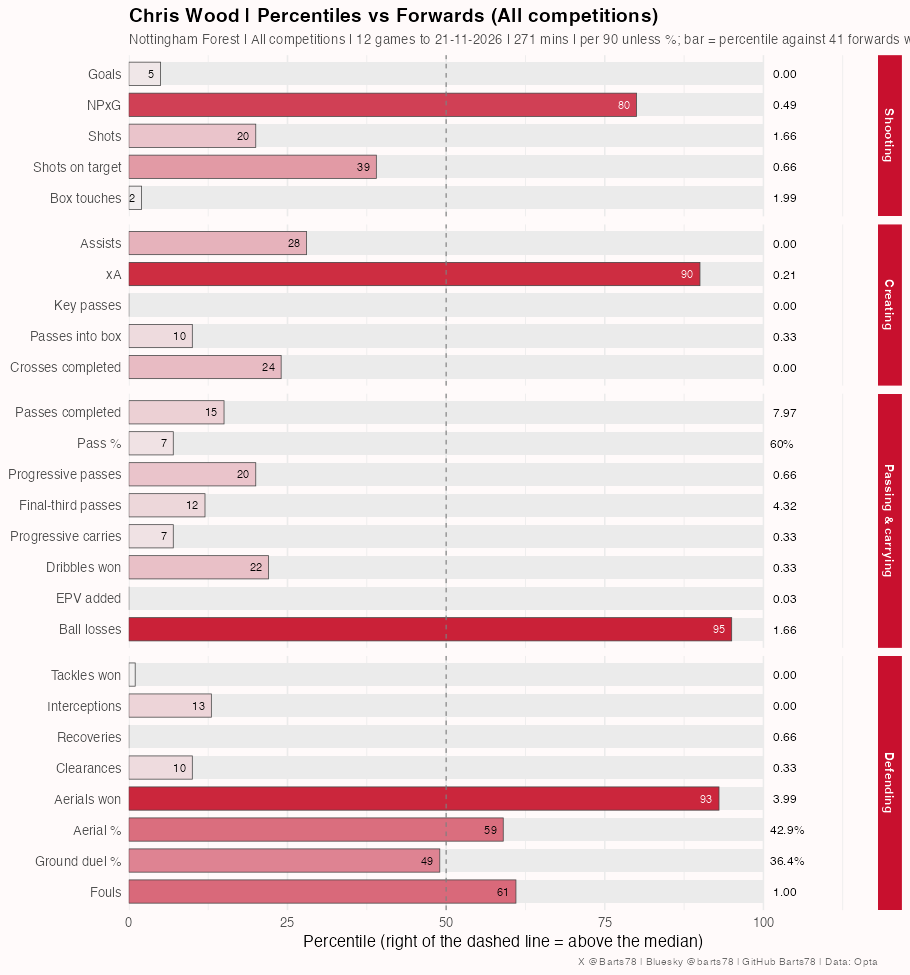 Chris Wood | Percentiles vs Forwards (All competitions)
Nottingham Forest | All competitions | 12 games to 21-11-2026 | 271 mins | per 90 unless %; bar = percentile against 41 forwards w
Goals 5 0.00
NPxG 80 0.49
Shots 20 1.66
Shots on target 39 0.66
Box touches 2 1.99
Shooting
Assists 28 0.00
xA 90 0.21
Key passes 0.00
Passes into box 10 0.33
Crosses completed 24 0.00
Creating
Passes completed 15 7.97
Pass % 7 60%
Progressive passes 20 0.66
Final-third passes 12 4.32
Progressive carries 7 0.33
Dribbles won 22 0.33
EPV added 0.03
Ball losses 95 1.66
Passing & carrying
Tackles won 0.00
Interceptions 13 0.00
Recoveries 0.66
Clearances 10 0.33
Aerials won 93 3.99
Aerial % 59 42.9%
Ground duel % 49 36.4%
Fouls 61 1.00
Defending
0 25 50 75 100
Percentile (right of the dashed line = above the median)
X @Barts78 | Bluesky @barts78 | GitHub Barts78 | Data: Opta